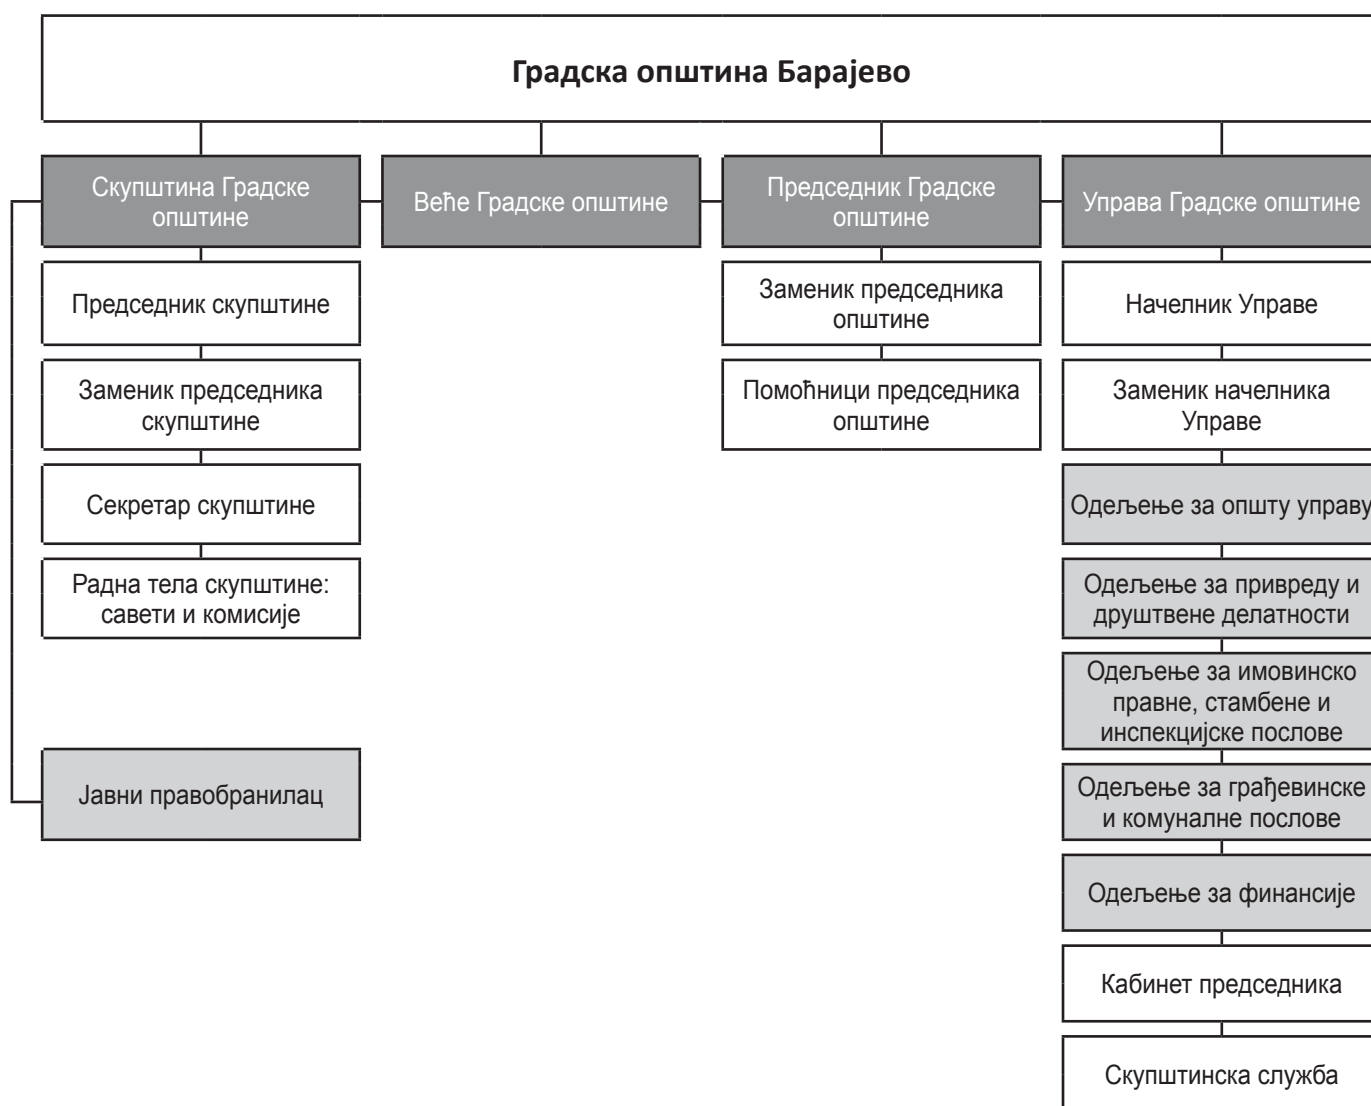 Градска општина Барајево
Скупштина Градске
општине
Веће Градске општине
Председник Градске
општине
Управа Градске општине
Председник скупштине
Заменик председника
скупштине
Секретар скупштине
Радна тела скупштине:
савети и комисије
Јавни правобранилац
Заменик председника
општине
Помоћници председника
општине
Начелник Управе
Заменик начелника
Управе
Одељење за општу управу
Одељење за привреду и
друштвене делатности
Одељење за имовинско
правне, стамбене и
инспекцијске послове
Одељење за грађевинске
и комуналне послове
Одељење за финансије
Кабинет председника
Скупштинска служба